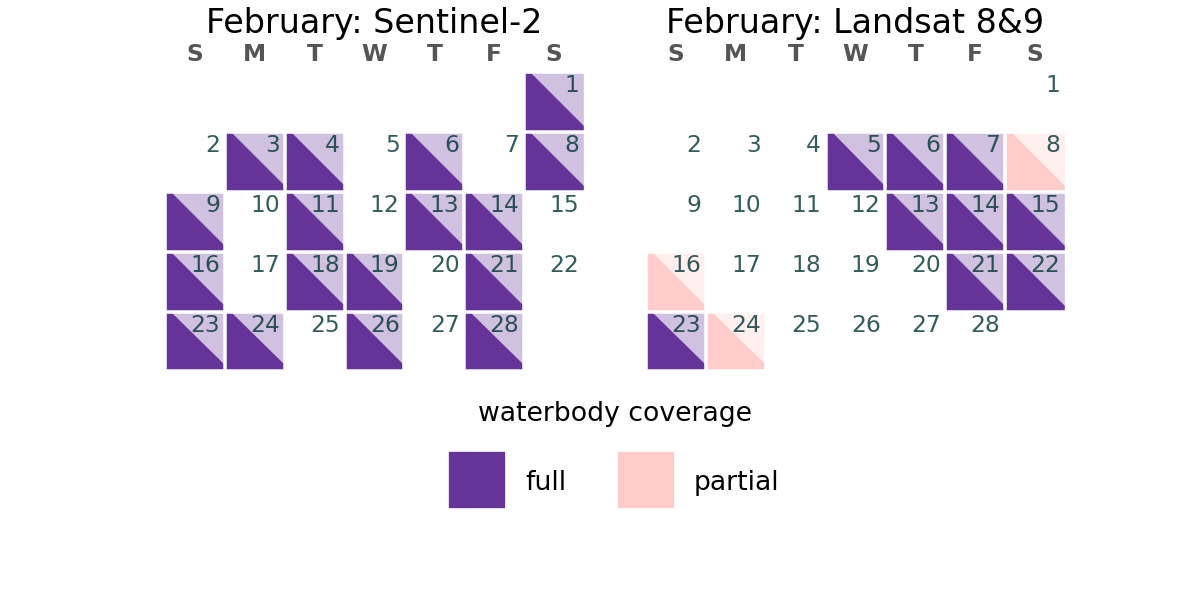 February: Sentinel-2
S M T W T F S
1
2 3 4 5 6 7 8
9 10 11 12 13 14 15
16 17 18 19 20 21 22
23 24 25 26 27 28
February: Landsat 8&9
S M T W T F S
1
2 3 4 5 6 7 8
9 10 11 12 13 14 15
16 17 18 19 20 21 22
23 24 25 26 27 28
waterbody coverage
full partial